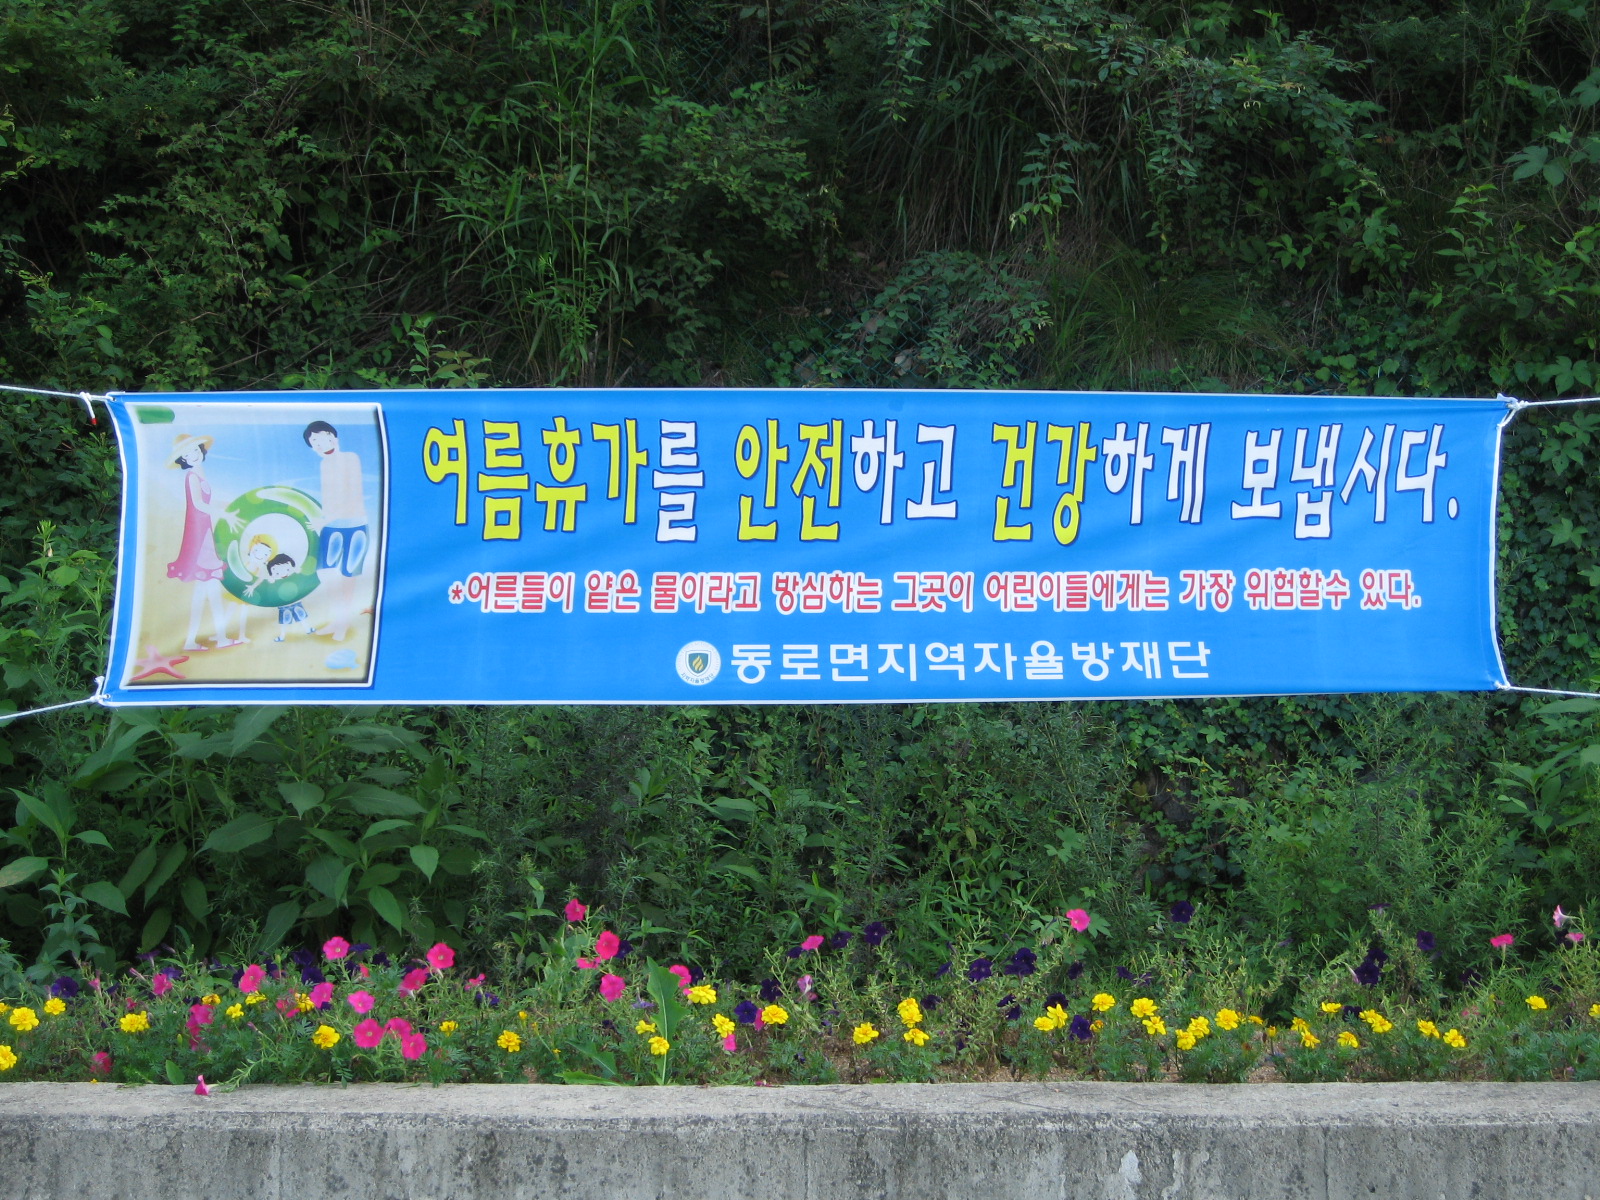 여름휴가를 안전하고 건강하게 보냅시다.
*어른들이 얕은 물이라고 방심하는 그곳이 어린이들에게는 가장 위험할수 있다.
동로면지역자율방재단